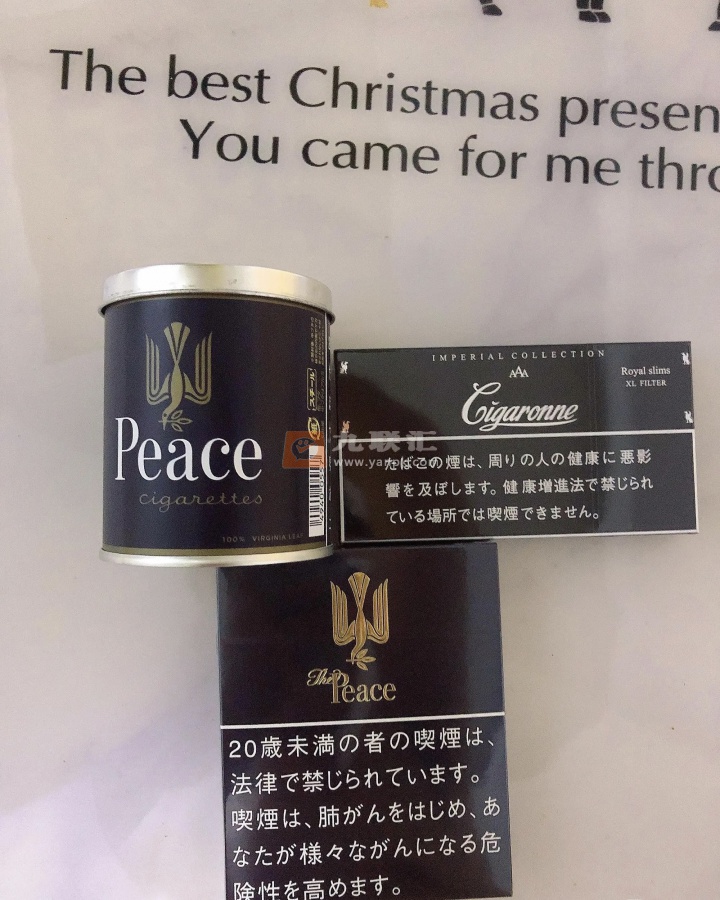 The best Christmas presen
You came for me thro
Peace
cigarettes
100% VIRGINIA LEAF
IMPERIAL COLLECTION
AAA
Royal slims
XL FILTER
Cigaronne
九联汇
たばこの煙は、周りの人の健康に悪影
響を及ぼします。健康増進法で禁じられ
ている場所では喫煙できません。
The Peace
20歳未満の者の喫煙は、
法律で禁じられています。
喫煙は、肺がんをはじめ、あ
なたが様々ながんになる危
険性を高めます。